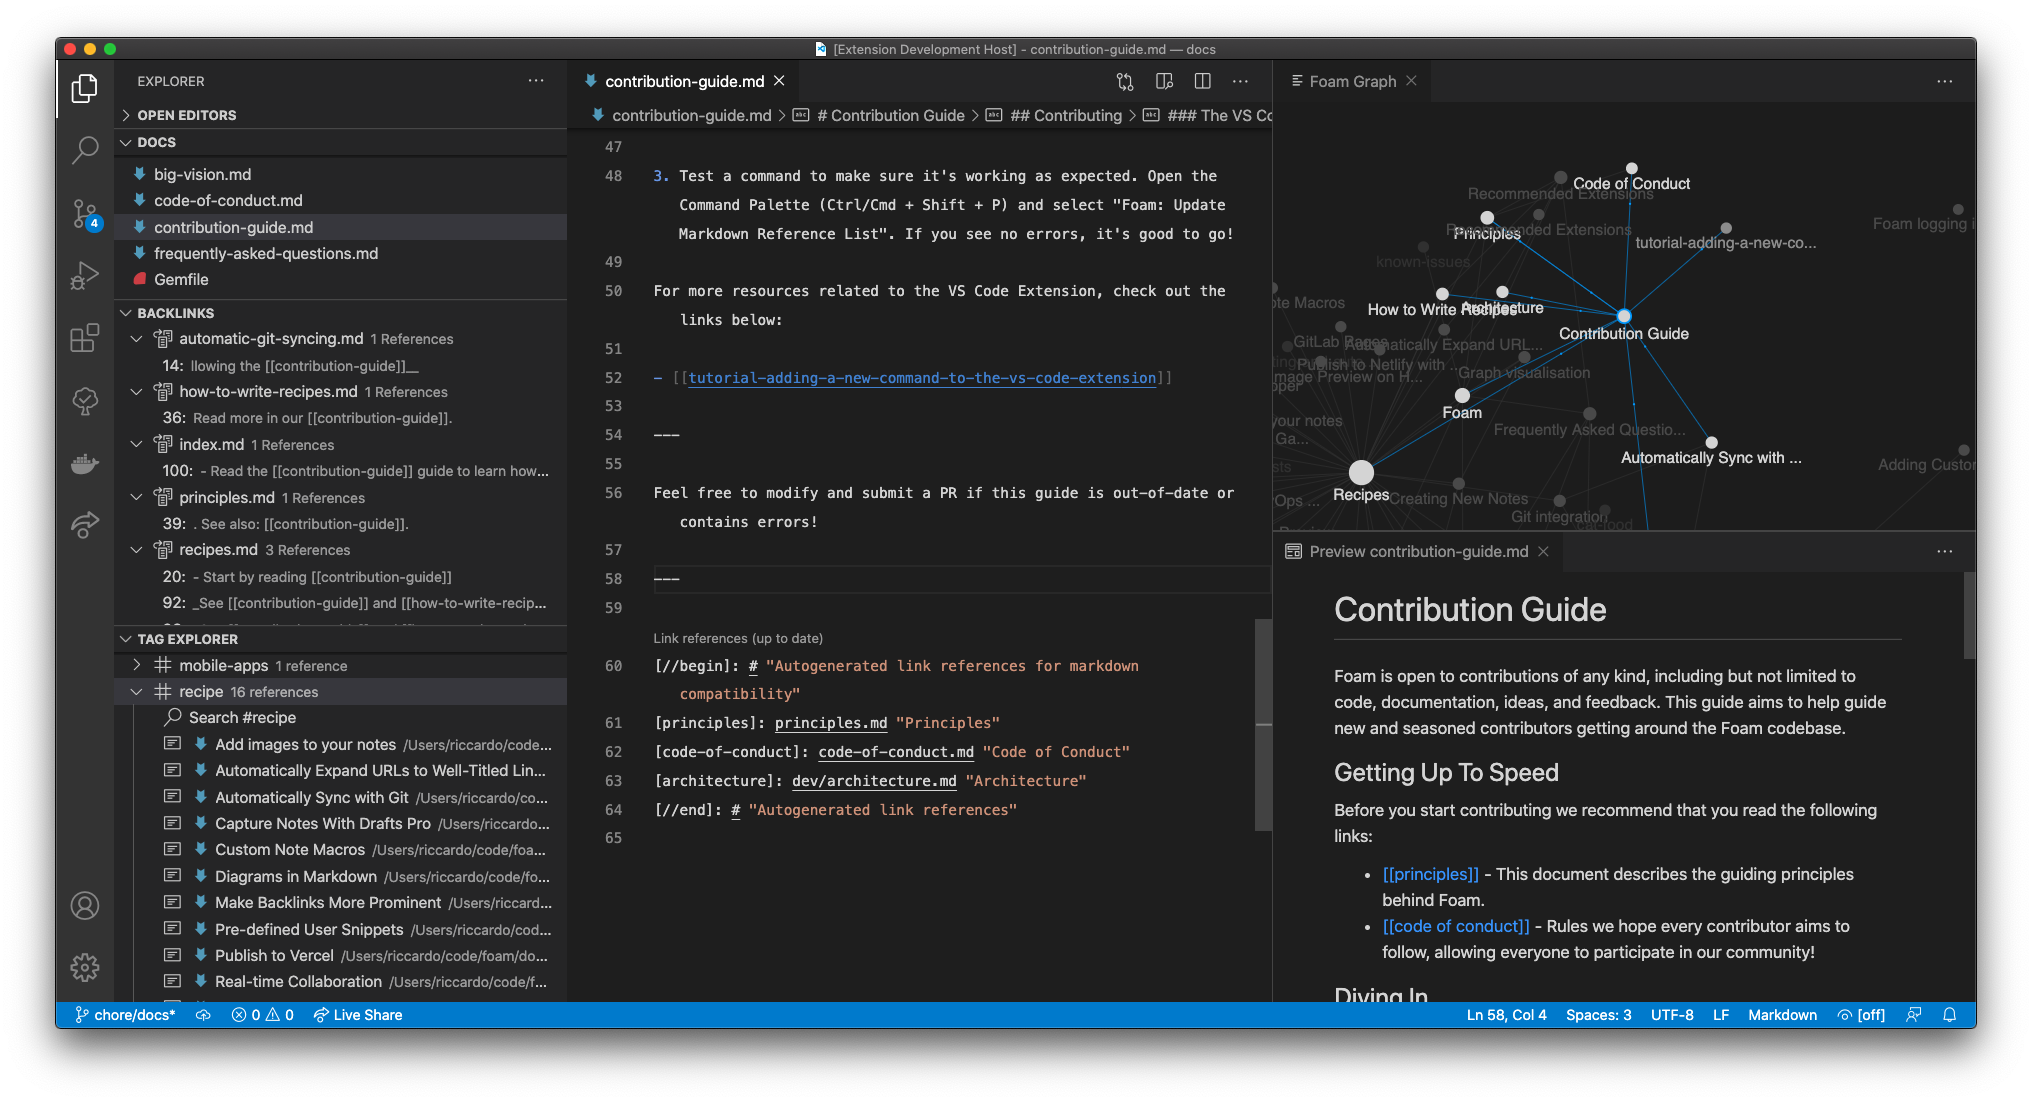 [Extension Development Host] - contribution-guide.md — docs
EXPLORER
OPEN EDITORS
DOCS
big-vision.md
code-of-conduct.md
contribution-guide.md
frequently-asked-questions.md
Gemfile
4
BACKLINKS
automatic-git-syncing.md 1 References
14: llowing the [[contribution-guide]]__
how-to-write-recipes.md 1 References
36: Read more in our [[contribution-guide]].
index.md 1 References
100: - Read the [[contribution-guide]] guide to learn how...
principles.md 1 References
39: . See also: [[contribution-guide]].
recipes.md 3 References
20: - Start by reading [[contribution-guide]]
92: _See [[contribution-guide]] and [[how-to-write-recip...
TAG EXPLORER
mobile-apps 1 reference
recipe 16 references
Search #recipe
Add images to your notes /Users/riccardo/code...
Automatically Expand URLs to Well-Titled Lin...
Automatically Sync with Git /Users/riccardo/co...
Capture Notes With Drafts Pro /Users/riccardo...
Custom Note Macros /Users/riccardo/code/foa...
Diagrams in Markdown /Users/riccardo/code/fo...
Make Backlinks More Prominent /Users/riccard...
Pre-defined User Snippets /Users/riccardo/cod...
Publish to Vercel /Users/riccardo/code/foam/do...
Real-time Collaboration /Users/riccardo/code/f...
contribution-guide.md
contribution-guide.md > # Contribution Guide > ## Contributing > ### The VS Co
47
48 3. Test a command to make sure it's working as expected. Open the
Command Palette (Ctrl/Cmd + Shift + P) and select "Foam: Update
Markdown Reference List". If you see no errors, it's good to go!
49
50 For more resources related to the VS Code Extension, check out the
links below:
51
52 - [[tutorial-adding-a-new-command-to-the-vs-code-extension]]
53
54 ---
55
56 Feel free to modify and submit a PR if this guide is out-of-date or
contains errors!
57
58 ---
59
Link references (up to date)
60 [//begin]: # "Autogenerated link references for markdown
compatibility"
61 [principles]: principles.md "Principles"
62 [code-of-conduct]: code-of-conduct.md "Code of Conduct"
63 [architecture]: dev/architecture.md "Architecture"
64 [//end]: # "Autogenerated link references"
65
Foam Graph
Code of Conduct
Recommended Extensions
Foam logging i
Recommended Extensions
Principles
tutorial-adding-a-new-co...
known-issues
ote Macros
How to Write Recipes
Architecture
Contribution Guide
GitLab Pages
Automatically Expand URL...
Publish to Netlify with ...
mage Preview on H...
Graph visualisation
your notes
Foam
Ga...
Frequently Asked Questio...
Automatically Sync with ...
Adding Custor
Recipes
Creating New Notes
Ops ...
Git integration
cat-food
Preview contribution-guide.md
Contribution Guide
Foam is open to contributions of any kind, including but not limited to
code, documentation, ideas, and feedback. This guide aims to help guide
new and seasoned contributors getting around the Foam codebase.
Getting Up To Speed
Before you start contributing we recommend that you read the following
links:
• [[principles]] - This document describes the guiding principles
behind Foam.
• [[code of conduct]] - Rules we hope every contributor aims to
follow, allowing everyone to participate in our community!
Diving In
chore/docs* 0 0 Live Share
Ln 58, Col 4 Spaces: 3 UTF-8 LF Markdown [off]